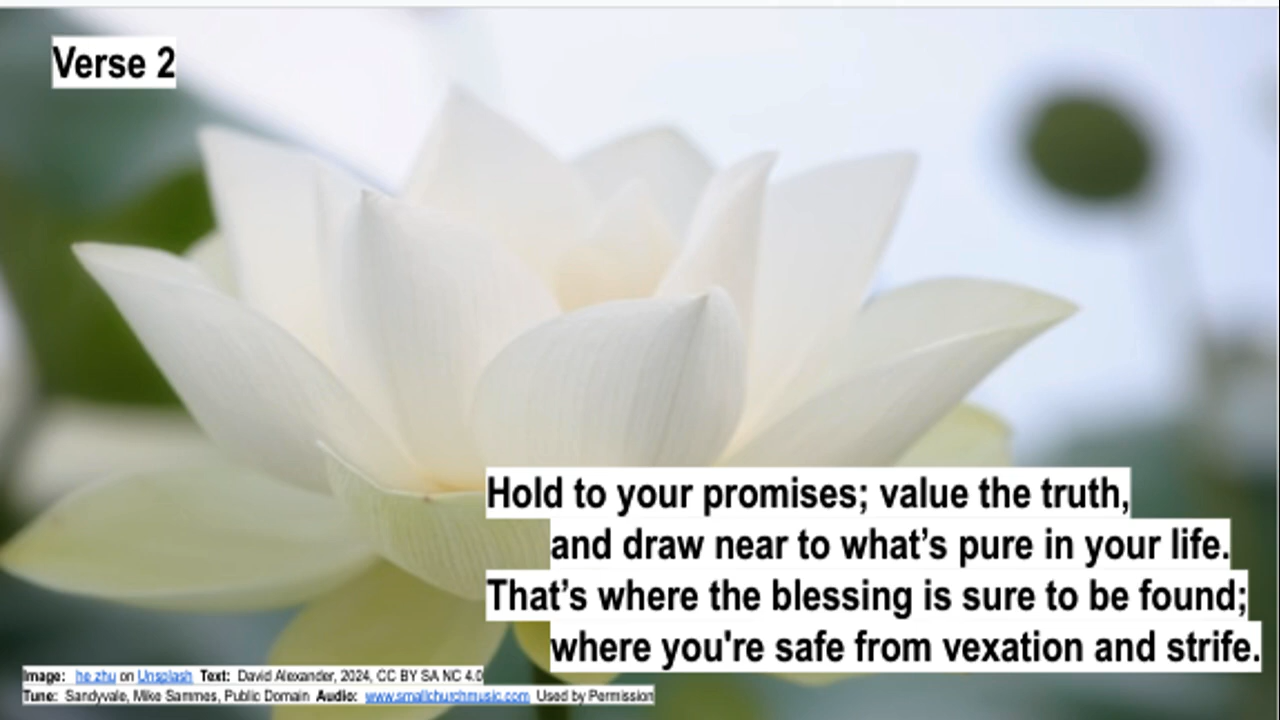 Verse 2
Hold to your promises; value the truth,
and draw near to what’s pure in your life.
That’s where the blessing is sure to be found;
where you're safe from vexation and strife.
Image: he zhu on Unsplash Text: David Alexander, 2024, CC BY SA NC 4.0
Tune: Sandyvale, Mike Sammes, Public Domain Audio: www.smallchurchmusic.com Used by Permission